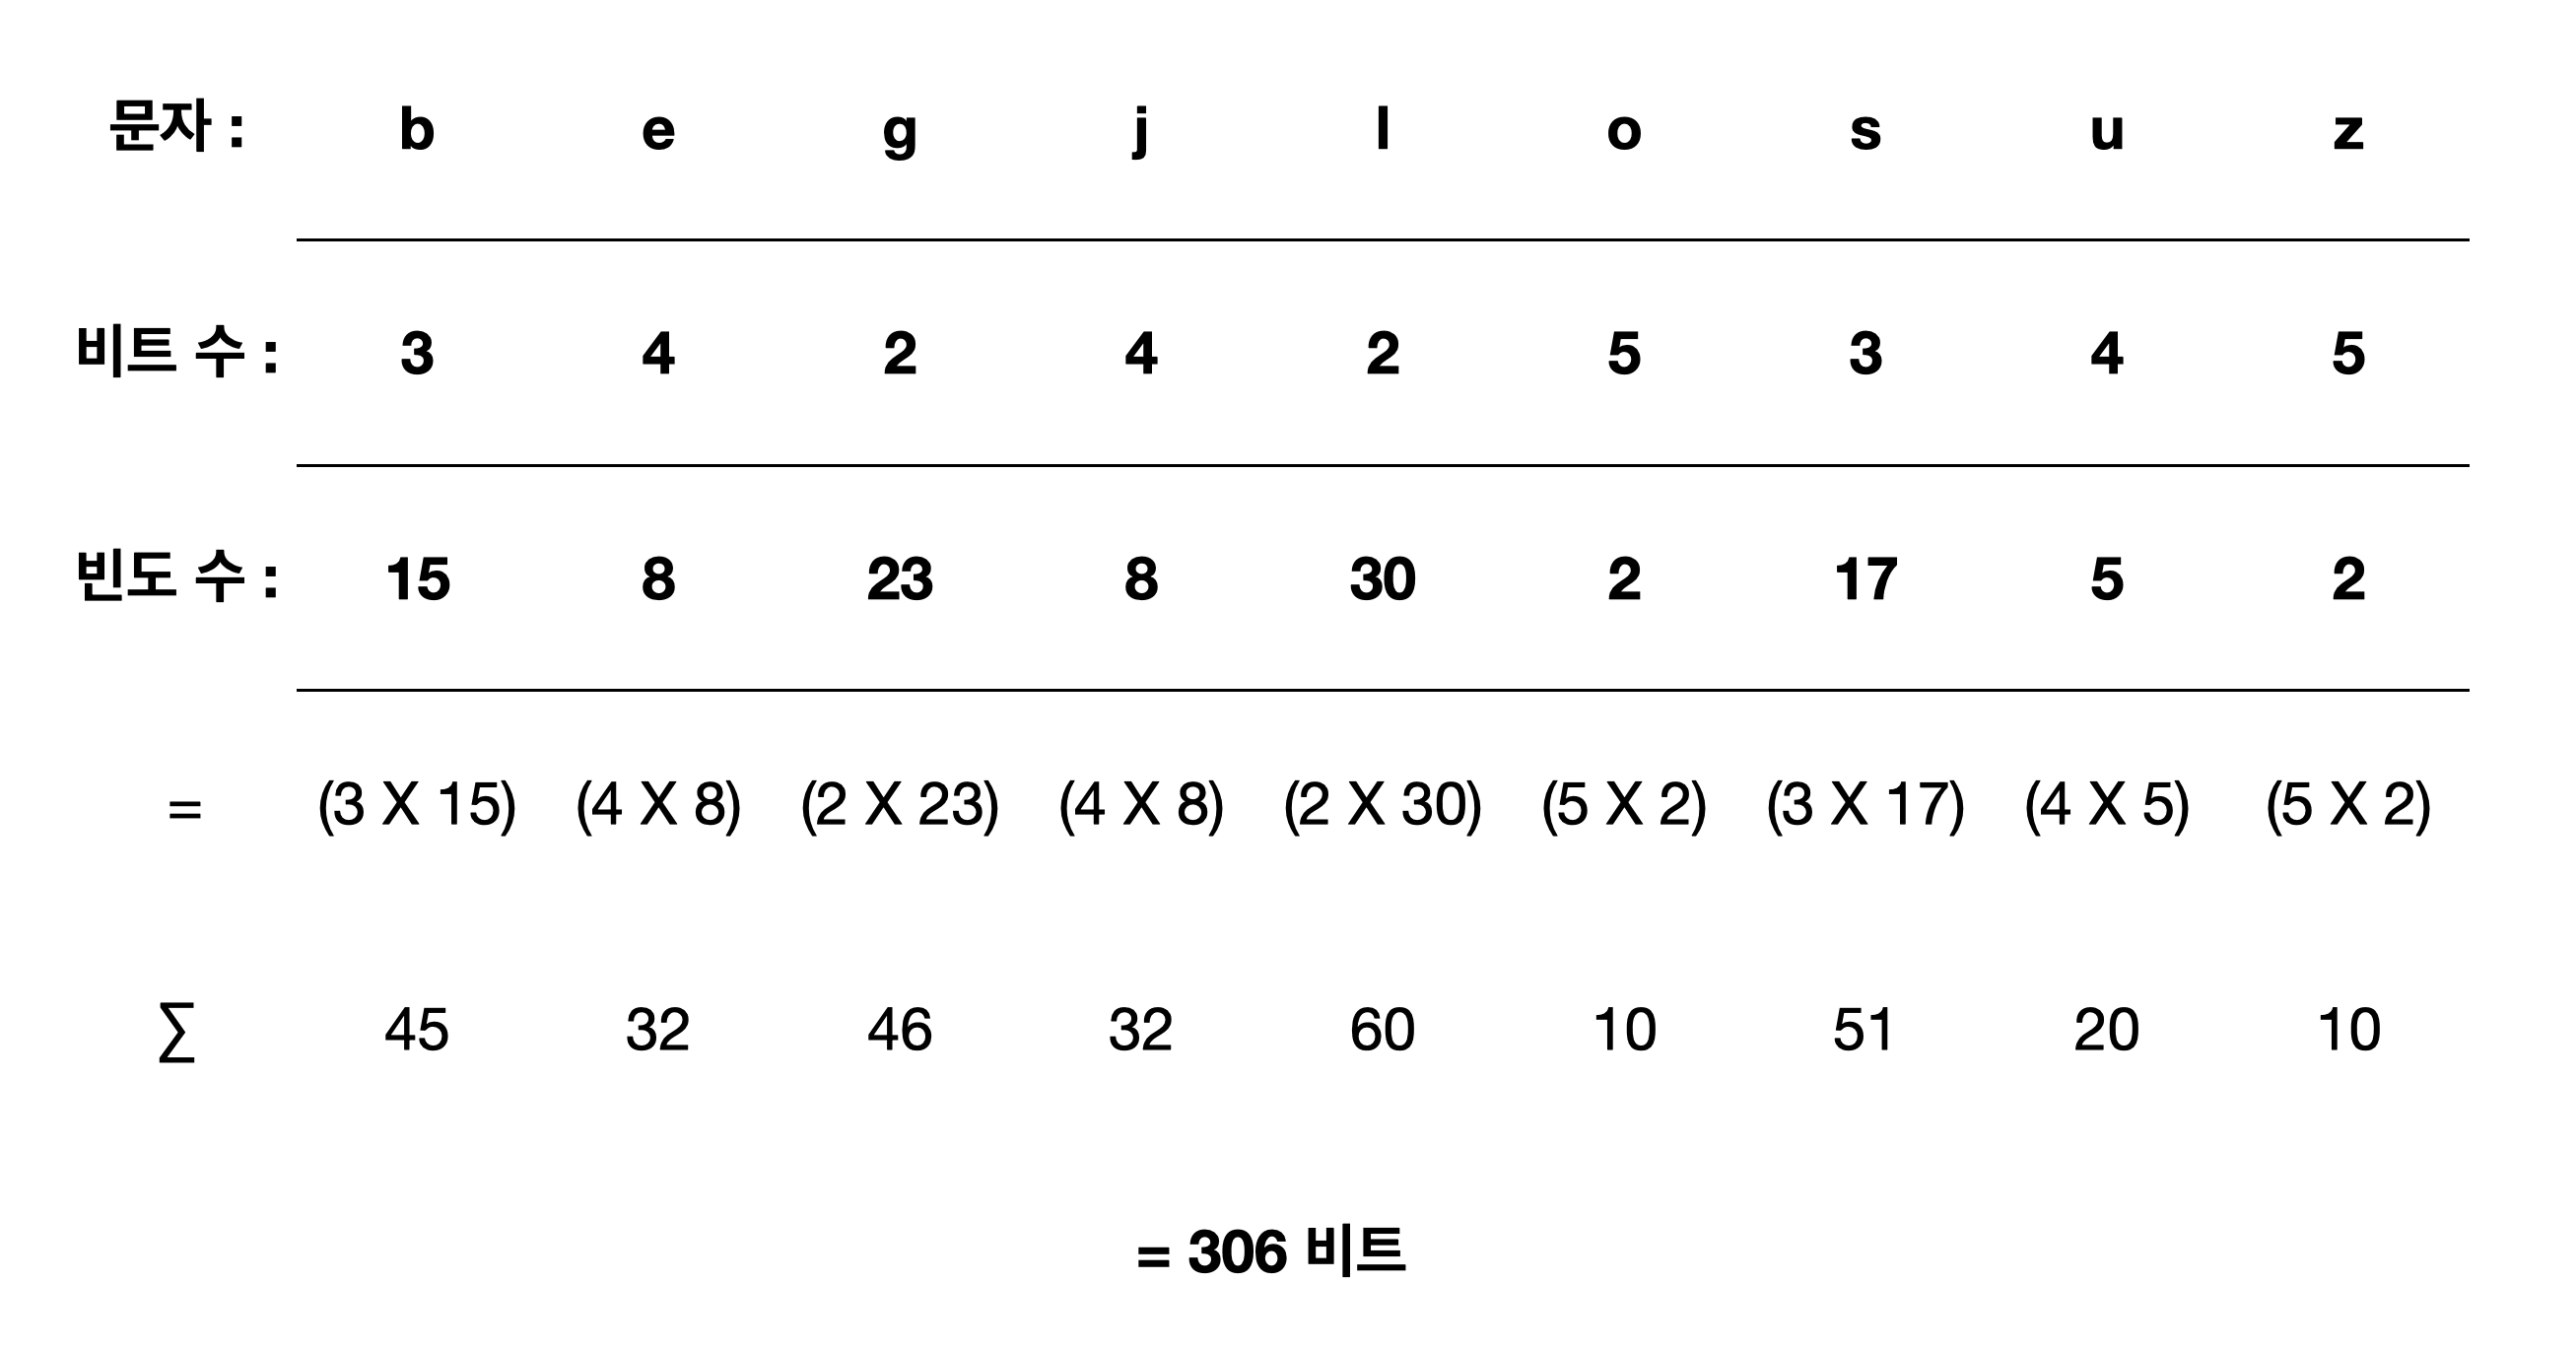 문자 : b e g j l o s u z
비트 수 : 3 4 2 4 2 5 3 4 5
빈도 수 : 15 8 23 8 30 2 17 5 2
= (3 X 15) (4 X 8) (2 X 23) (4 X 8) (2 X 30) (5 X 2) (3 X 17) (4 X 5) (5 X 2)
∑ 45 32 46 32 60 10 51 20 10
= 306 비트